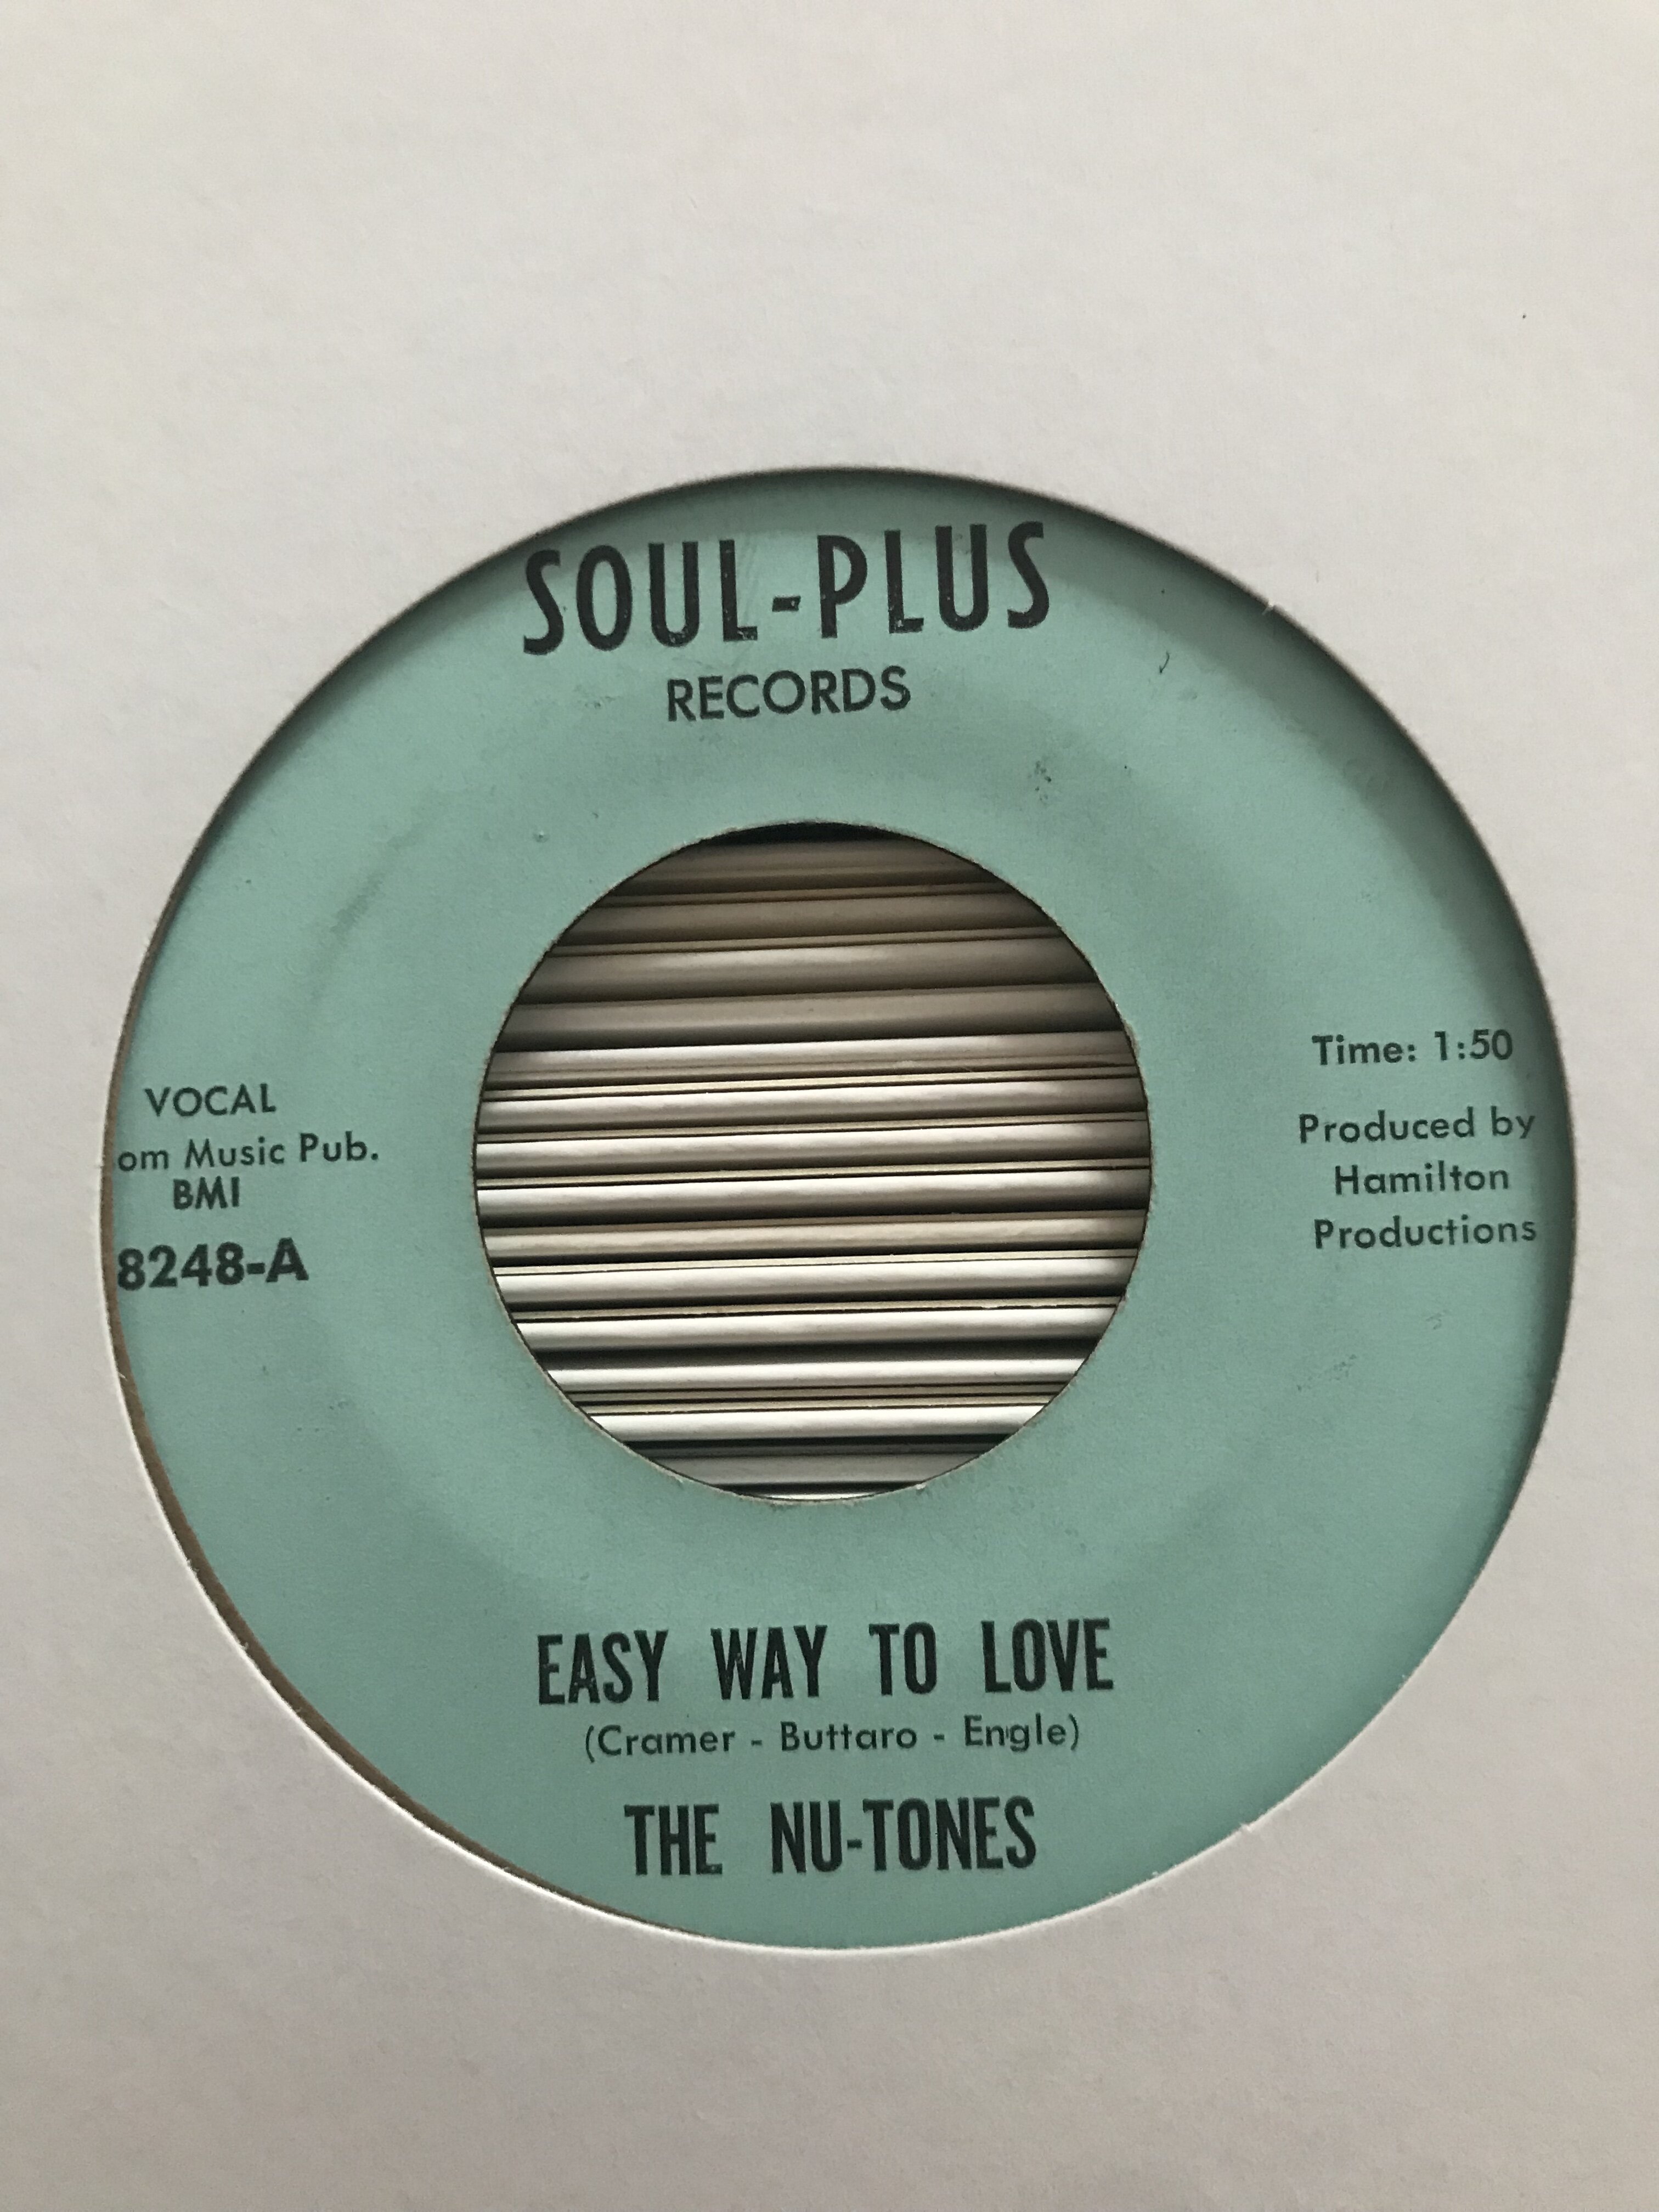 SOUL-PLUS
RECORDS
VOCAL
om Music Pub.
BMI
8248-A
Time: 1:50
Produced by
Hamilton
Productions
EASY WAY TO LOVE
(Cramer - Buttaro - Engle)
THE NU-TONES